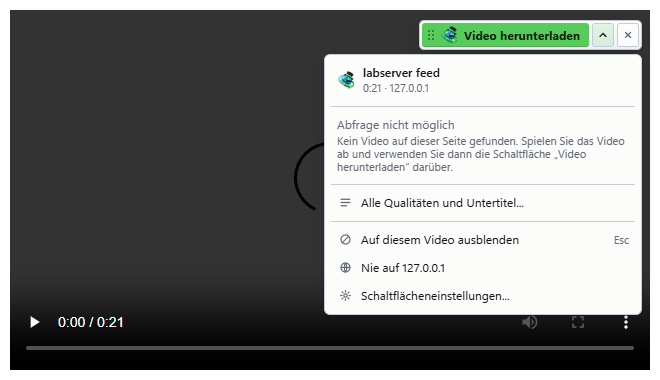 Video herunterladen
labserver feed
0:21 · 127.0.0.1
Abfrage nicht möglich
Kein Video auf dieser Seite gefunden. Spielen Sie das Video
ab und verwenden Sie dann die Schaltfläche „Video
herunterladen“ darüber.
Alle Qualitäten und Untertitel...
Auf diesem Video ausblenden Esc
Nie auf 127.0.0.1
Schaltflächeneinstellungen...
0:00 / 0:21